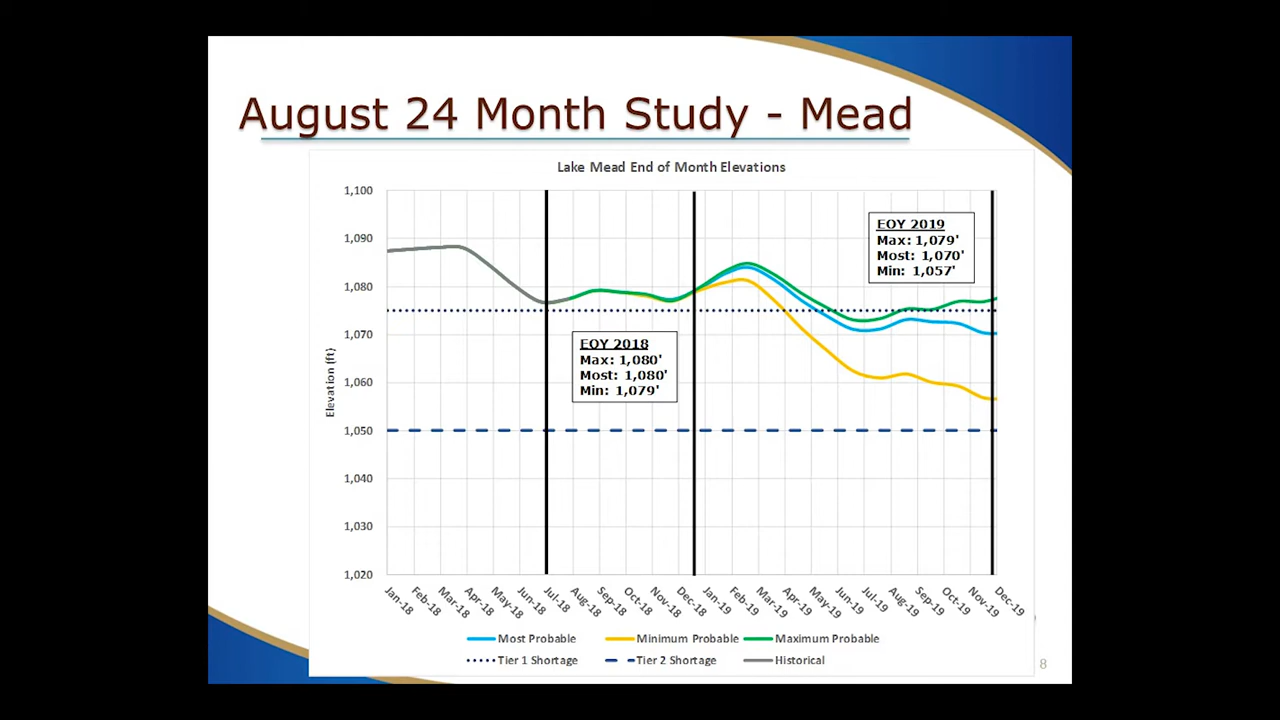 August 24 Month Study - Mead
Lake Mead End of Month Elevations
1,100
1,090
1,080
1,070
1,060
1,050
1,040
1,030
1,020
Elevation (ft)
EOY 2019
Max: 1,079'
Most: 1,070'
Min: 1,057'
EOY 2018
Max: 1,080'
Most: 1,080'
Min: 1,079'
Jan-18
Feb-18
Mar-18
Apr-18
May-18
Jun-18
Jul-18
Aug-18
Sep-18
Oct-18
Nov-18
Dec-18
Jan-19
Feb-19
Mar-19
Apr-19
May-19
Jun-19
Jul-19
Aug-19
Sep-19
Oct-19
Nov-19
Dec-19
Most Probable
Minimum Probable
Maximum Probable
Tier 1 Shortage
Tier 2 Shortage
Historical
8